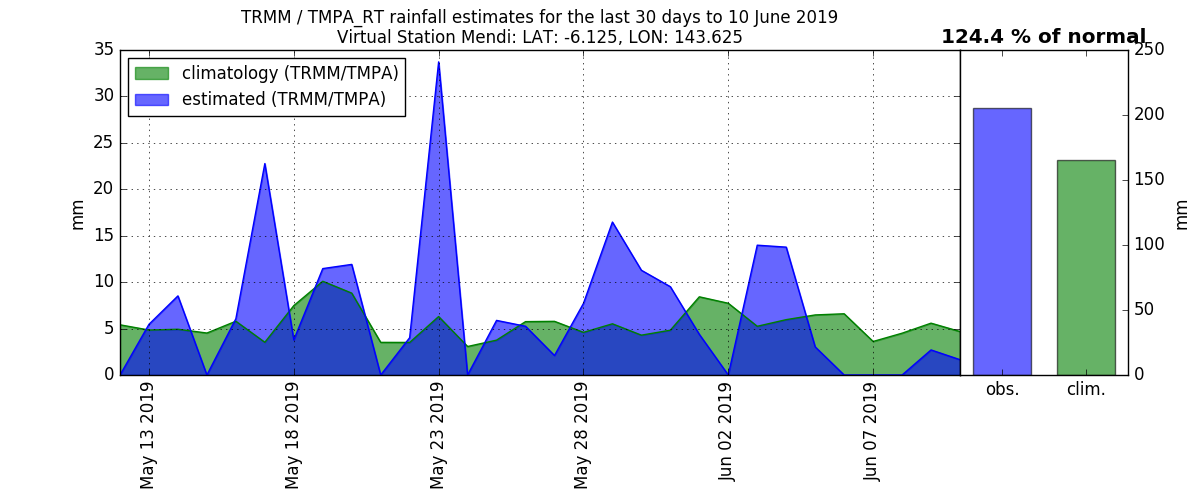 TRMM / TMPA_RT rainfall estimates for the last 30 days to 10 June 2019
Virtual Station Mendi: LAT: -6.125, LON: 143.625
124.4 % of normal
climatology (TRMM/TMPA)
estimated (TRMM/TMPA)
35
30
25
20
15
10
5
0
mm
May 13 2019
May 18 2019
May 23 2019
May 28 2019
Jun 02 2019
Jun 07 2019
250
200
150
100
50
0
mm
obs.
clim.